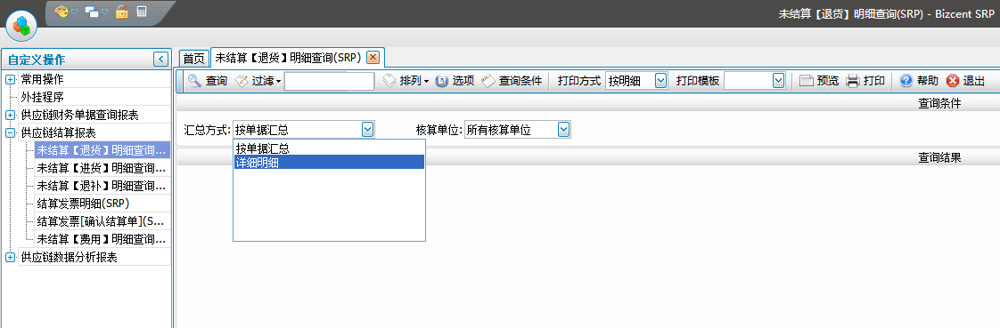 未结算【退货】明细查询(SRP) - Bizcent SRP
自定义操作
常用操作
外挂程序
供应链财务单据查询报表
供应链结算报表
未结算【退货】明细查询...
未结算【进货】明细查询...
未结算【退补】明细查询...
结算发票明细(SRP)
结算发票[确认结算单](S...
未结算【费用】明细查询...
供应链数据分析报表
首页 未结算【退货】明细查询(SRP)
查询 过滤 排列 选项 查询条件 打印方式 按明细 打印模板 预览 打印 帮助 退出
查询条件
汇总方式: 按单据汇总 核算单位: 所有核算单位
按单据汇总
详细明细
查询结果